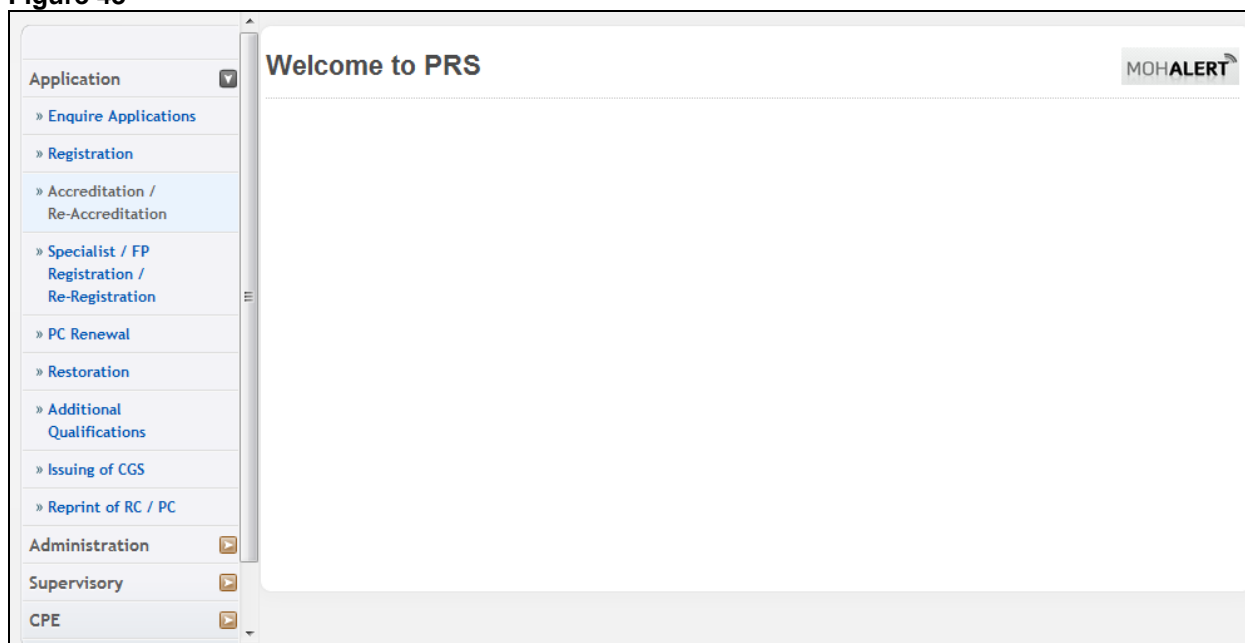 Application
» Enquire Applications
» Registration
» Accreditation /
Re-Accreditation
» Specialist / FP
Registration /
Re-Registration
» PC Renewal
» Restoration
» Additional
Qualifications
» Issuing of CGS
» Reprint of RC / PC
Administration
Supervisory
CPE
Welcome to PRS
MOHALERT